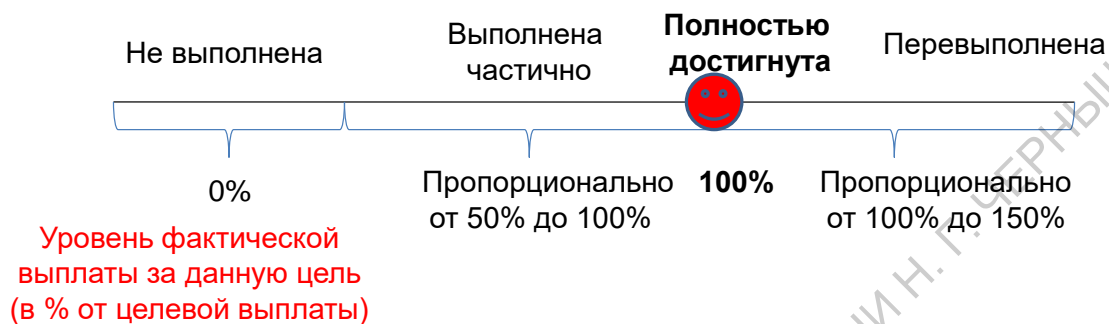 Не выполнена
Выполнена
частично
Полностью
достигнута
Перевыполнена
0%
Пропорционально
от 50% до 100%
100%
Пропорционально
от 100% до 150%
Уровень фактической
выплаты за данную цель
(в % от целевой выплаты)
Н. Г.